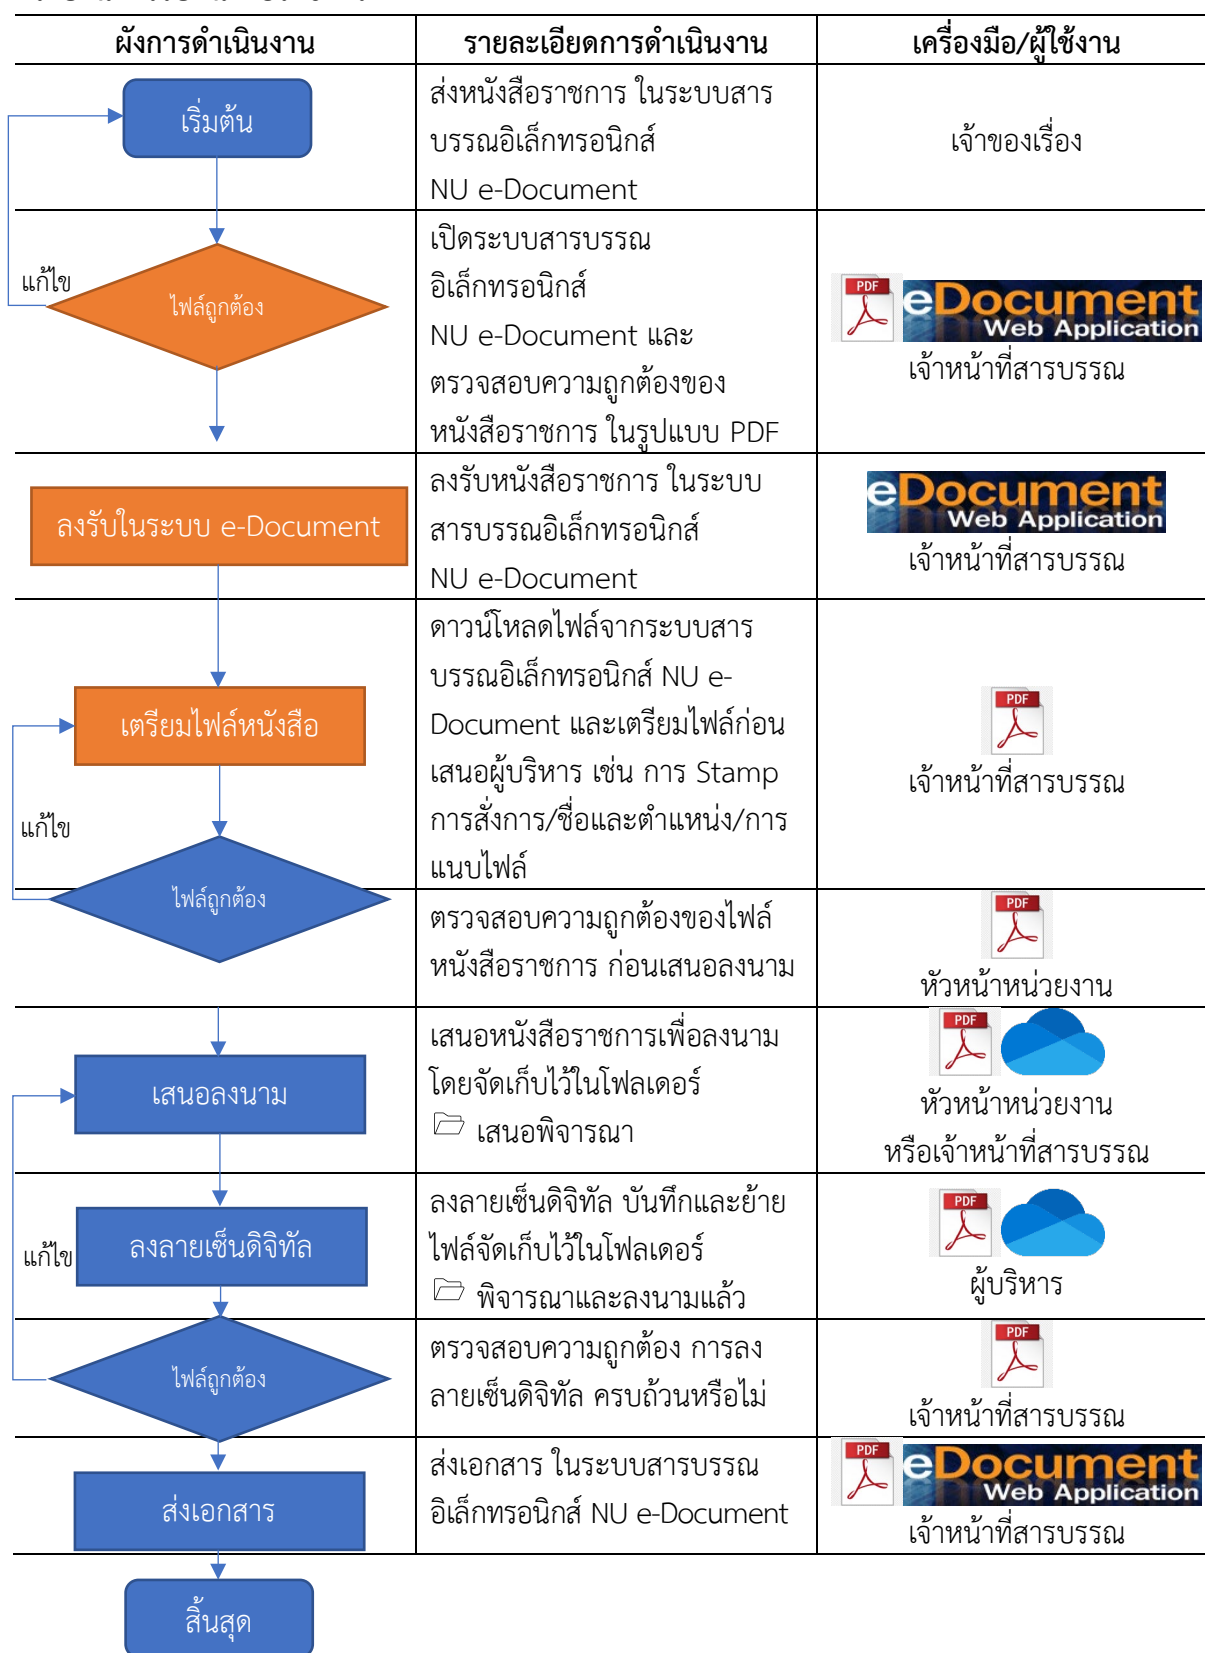 ผังการดำเนินงาน รายละเอียดการดำเนินงาน เครื่องมือ/ผู้ใช้งาน
เริ่มต้น
ส่งหนังสือราชการ ในระบบสาร
บรรณอิเล็กทรอนิกส์
NU e-Document
เจ้าของเรื่อง
แก้ไข
ไฟล์ถูกต้อง
เปิดระบบสารบรรณ
อิเล็กทรอนิกส์
NU e-Document และ
ตรวจสอบความถูกต้องของ
หนังสือราชการ ในรูปแบบ PDF
PDF
eDocument
Web Application
เจ้าหน้าที่สารบรรณ
ลงรับในระบบ e-Document
ลงรับหนังสือราชการ ในระบบ
สารบรรณอิเล็กทรอนิกส์
NU e-Document
eDocument
Web Application
เจ้าหน้าที่สารบรรณ
เตรียมไฟล์หนังสือ
แก้ไข
ดาวน์โหลดไฟล์จากระบบสาร
บรรณอิเล็กทรอนิกส์ NU e-
Document และเตรียมไฟล์ก่อน
เสนอผู้บริหาร เช่น การ Stamp
การสั่งการ/ชื่อและตำแหน่ง/การ
แนบไฟล์
PDF
เจ้าหน้าที่สารบรรณ
ไฟล์ถูกต้อง
ตรวจสอบความถูกต้องของไฟล์
หนังสือราชการ ก่อนเสนอลงนาม
PDF
หัวหน้าหน่วยงาน
เสนอลงนาม
เสนอหนังสือราชการเพื่อลงนาม
โดยจัดเก็บไว้ในโฟลเดอร์
เสนอพิจารณา
PDF
หัวหน้าหน่วยงาน
หรือเจ้าหน้าที่สารบรรณ
แก้ไข
ลงลายเซ็นดิจิทัล
ลงลายเซ็นดิจิทัล บันทึกและย้าย
ไฟล์จัดเก็บไว้ในโฟลเดอร์
พิจารณาและลงนามแล้ว
PDF
ผู้บริหาร
ไฟล์ถูกต้อง
ตรวจสอบความถูกต้อง การลง
ลายเซ็นดิจิทัล ครบถ้วนหรือไม่
PDF
เจ้าหน้าที่สารบรรณ
ส่งเอกสาร
ส่งเอกสาร ในระบบสารบรรณ
อิเล็กทรอนิกส์ NU e-Document
PDF
eDocument
Web Application
เจ้าหน้าที่สารบรรณ
สิ้นสุด